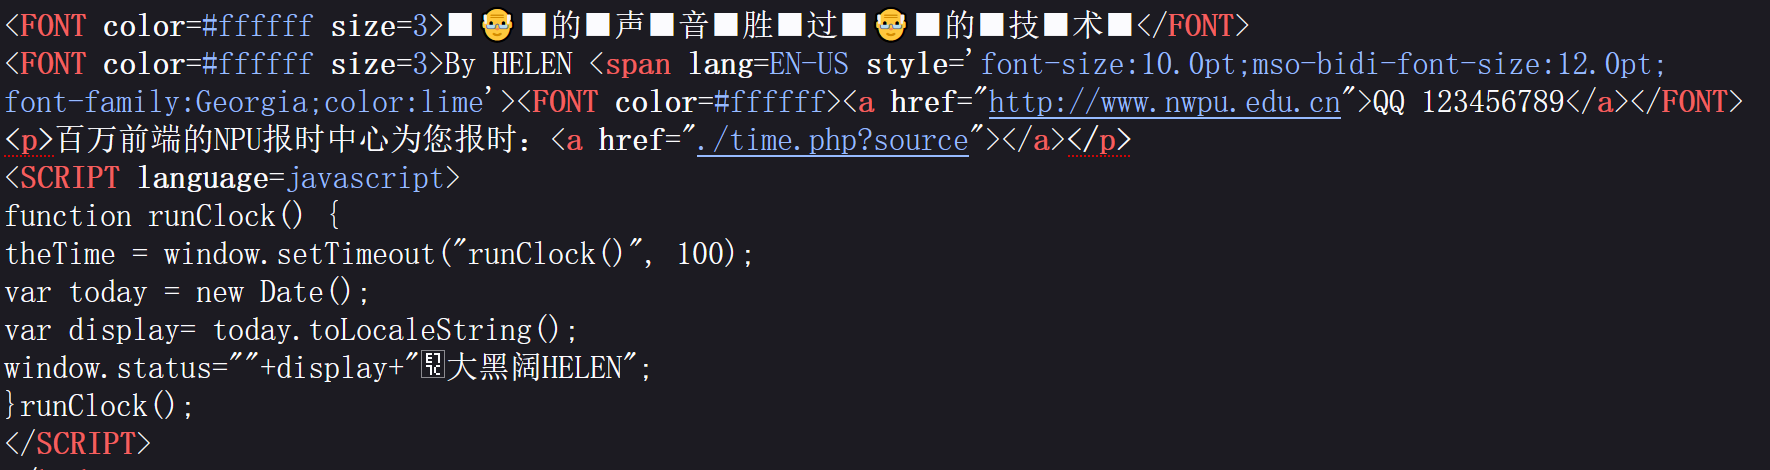 <FONT color=#ffffff size=3>■👴■的■声■音■胜■过■👴■的■技■术■</FONT>
<FONT color=#ffffff size=3>By HELEN <span lang=EN-US style='font-size:10.0pt;mso-bidi-font-size:12.0pt;
font-family:Georgia;color:lime'><FONT color=#ffffff><a href="http://www.nwpu.edu.cn">QQ 123456789</a></FONT>
<p>百万前端的NPU报时中心为您报时：<a href="./time.php?source"></a></p>
<SCRIPT language=javascript>
function runClock() {
theTime = window.setTimeout("runClock()", 100);
var today = new Date();
var display= today.toLocaleString();
window.status=""+display+"大黑阔HELEN";
}runClock();
</SCRIPT>